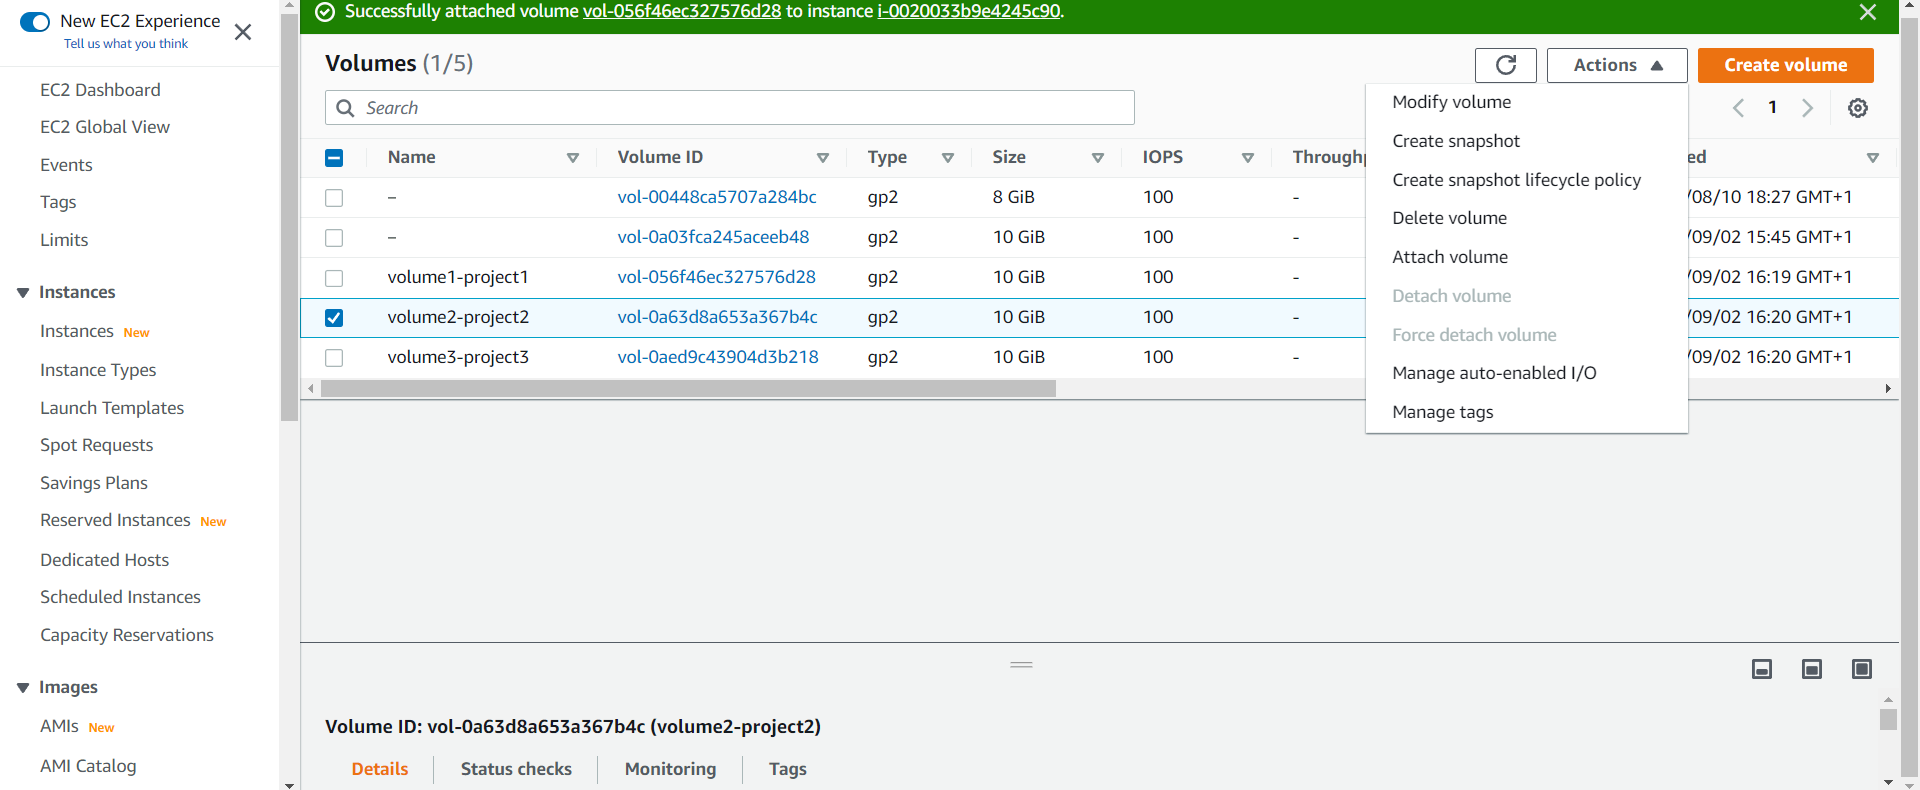 New EC2 Experience
Tell us what you think
EC2 Dashboard
EC2 Global View
Events
Tags
Limits
Instances
Instances New
Instance Types
Launch Templates
Spot Requests
Savings Plans
Reserved Instances New
Dedicated Hosts
Scheduled Instances
Capacity Reservations
Images
AMIs New
AMI Catalog
Successfully attached volume vol-056f46ec327576d28 to instance i-0020033b9e4245c90.
Volumes (1/5)
Actions
Create volume
Search
1
Name Volume ID Type Size IOPS Throughp ed
– vol-00448ca5707a284bc gp2 8 GiB 100 - /08/10 18:27 GMT+1
– vol-0a03fca245aceeb48 gp2 10 GiB 100 - /09/02 15:45 GMT+1
volume1-project1 vol-056f46ec327576d28 gp2 10 GiB 100 - /09/02 16:19 GMT+1
volume2-project2 vol-0a63d8a653a367b4c gp2 10 GiB 100 - /09/02 16:20 GMT+1
volume3-project3 vol-0aed9c43904d3b218 gp2 10 GiB 100 - /09/02 16:20 GMT+1
Modify volume
Create snapshot
Create snapshot lifecycle policy
Delete volume
Attach volume
Detach volume
Force detach volume
Manage auto-enabled I/O
Manage tags
Volume ID: vol-0a63d8a653a367b4c (volume2-project2)
Details Status checks Monitoring Tags